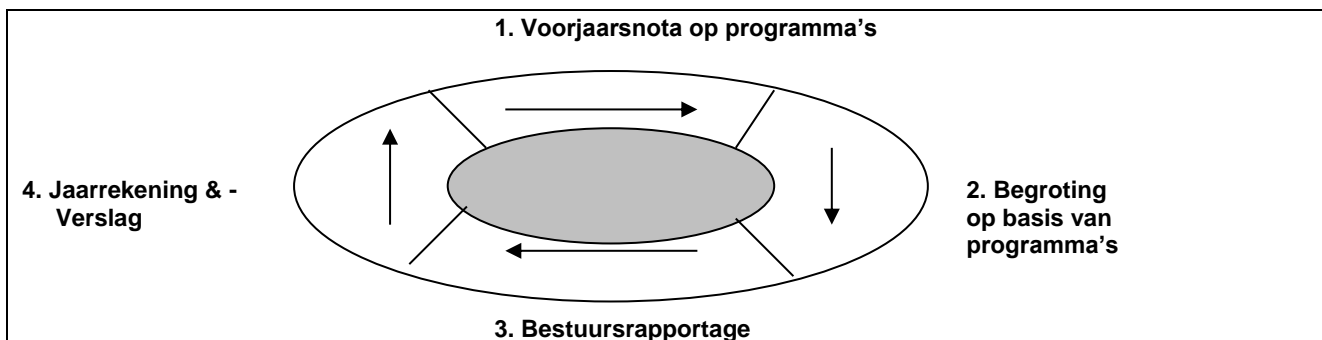 1. Voorjaarsnota op programma’s
4. Jaarrekening & -
Verslag
2. Begroting
op basis van
programma’s
3. Bestuursrapportage